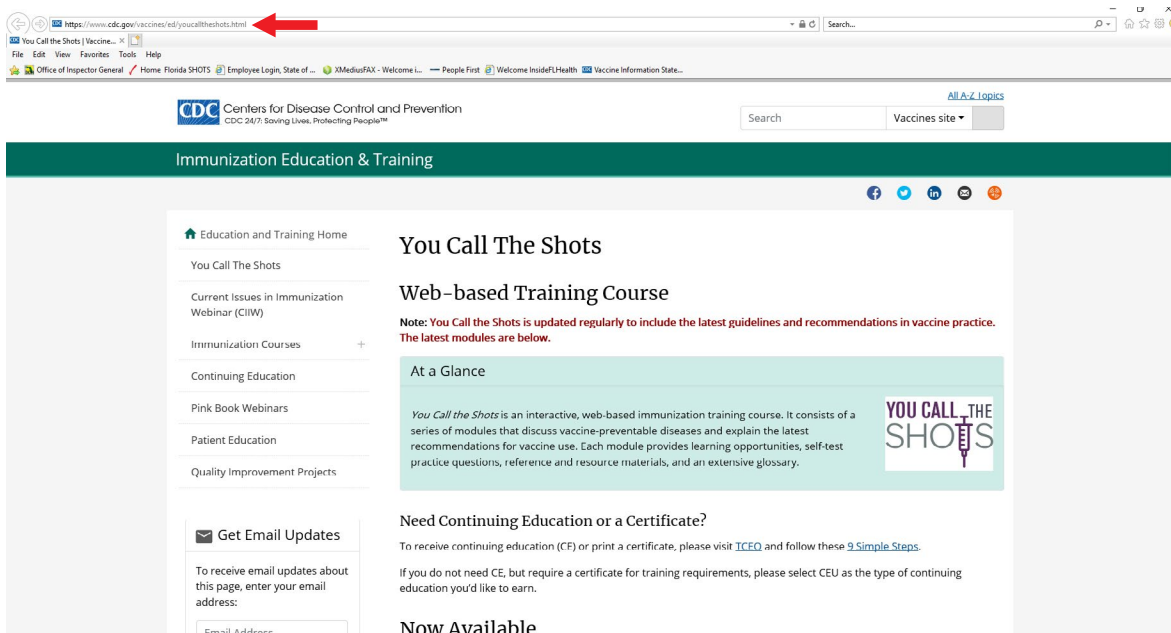 https://www.cdc.gov/vaccines/ed/youcalltheshots.html
Search...
You Call the Shots | Vaccine...
File Edit View Favorites Tools Help
Office of Inspector General Home Florida SHOTS Employee Login, State of ... XMediusFAX - Welcome i... People First Welcome InsideFLHealth Vaccine Information State...
All A-Z Topics
CDC Centers for Disease Control and Prevention
CDC 24/7: Saving Lives. Protecting People™
Search Vaccines site
Immunization Education & Training
Education and Training Home
You Call The Shots
Current Issues in Immunization
Webinar (CIIW)
Immunization Courses +
Continuing Education
Pink Book Webinars
Patient Education
Quality Improvement Projects
Get Email Updates
To receive email updates about
this page, enter your email
address:
Email Address
You Call The Shots
Web-based Training Course
Note: You Call the Shots is updated regularly to include the latest guidelines and recommendations in vaccine practice.
The latest modules are below.
At a Glance
You Call the Shots is an interactive, web-based immunization training course. It consists of a
series of modules that discuss vaccine-preventable diseases and explain the latest
recommendations for vaccine use. Each module provides learning opportunities, self-test
practice questions, reference and resource materials, and an extensive glossary.
YOU CALL THE
SHOTS
Need Continuing Education or a Certificate?
To receive continuing education (CE) or print a certificate, please visit TCEO and follow these 9 Simple Steps.
If you do not need CE, but require a certificate for training requirements, please select CEU as the type of continuing
education you'd like to earn.
Now Available